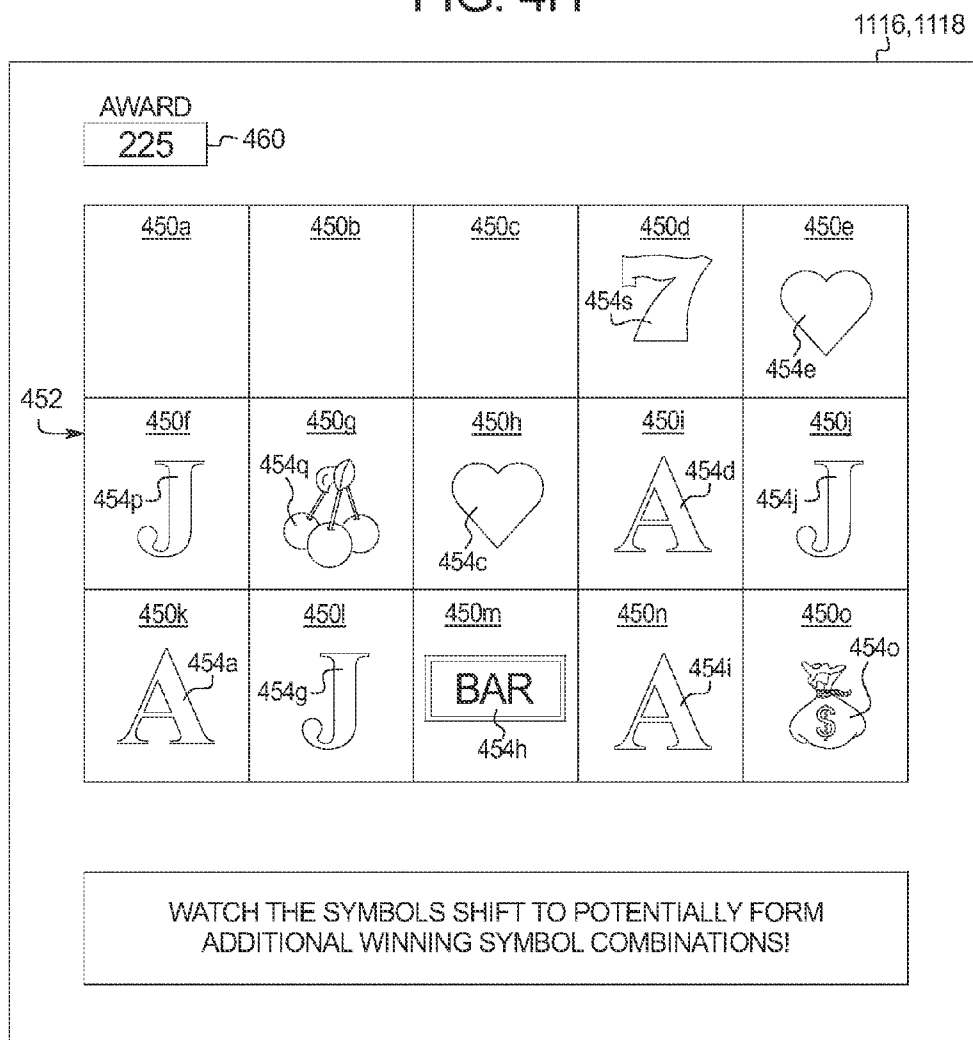 1116,1118
AWARD
225
460
450a 450b 450c 450d 450e
7
454s
454e
452
450f 450g 450h 450i 450j
J A J
454p 454q 454c 454d 454j
450k 450l 450m 450n 450o
A J BAR A $
454a 454g 454h 454i 454o
WATCH THE SYMBOLS SHIFT TO POTENTIALLY FORM
ADDITIONAL WINNING SYMBOL COMBINATIONS!